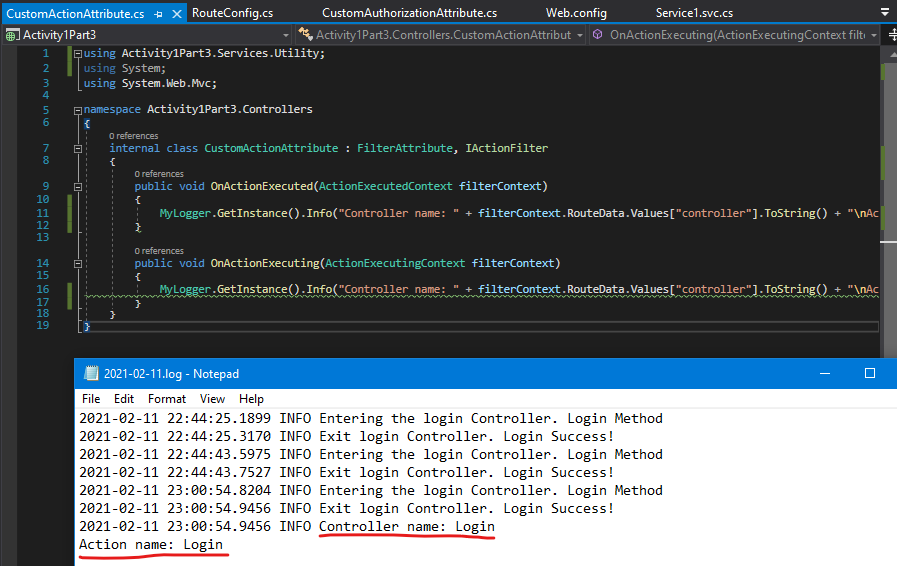 CustomActionAttribute.cs RouteConfig.cs CustomAuthorizationAttribute.cs Web.config Service1.svc.cs
Activity1Part3 Activity1Part3.Controllers.CustomActionAttribut OnActionExecuting(ActionExecutingContext filte
1 using Activity1Part3.Services.Utility;
2 using System;
3 using System.Web.Mvc;
4
5 namespace Activity1Part3.Controllers
6 {
0 references
7 internal class CustomActionAttribute : FilterAttribute, IActionFilter
8 {
0 references
9 public void OnActionExecuted(ActionExecutedContext filterContext)
10 {
11 MyLogger.GetInstance().Info("Controller name: " + filterContext.RouteData.Values["controller"].ToString() + "\nAc
12 }
13
0 references
14 public void OnActionExecuting(ActionExecutingContext filterContext)
15 {
16 MyLogger.GetInstance().Info("Controller name: " + filterContext.RouteData.Values["controller"].ToString() + "\nAc
17 }
18 }
19 }
2021-02-11.log - Notepad
File Edit Format View Help
2021-02-11 22:44:25.1899 INFO Entering the login Controller. Login Method
2021-02-11 22:44:25.3170 INFO Exit login Controller. Login Success!
2021-02-11 22:44:43.5975 INFO Entering the login Controller. Login Method
2021-02-11 22:44:43.7527 INFO Exit login Controller. Login Success!
2021-02-11 23:00:54.8204 INFO Entering the login Controller. Login Method
2021-02-11 23:00:54.9456 INFO Exit login Controller. Login Success!
2021-02-11 23:00:54.9456 INFO Controller name: Login
Action name: Login